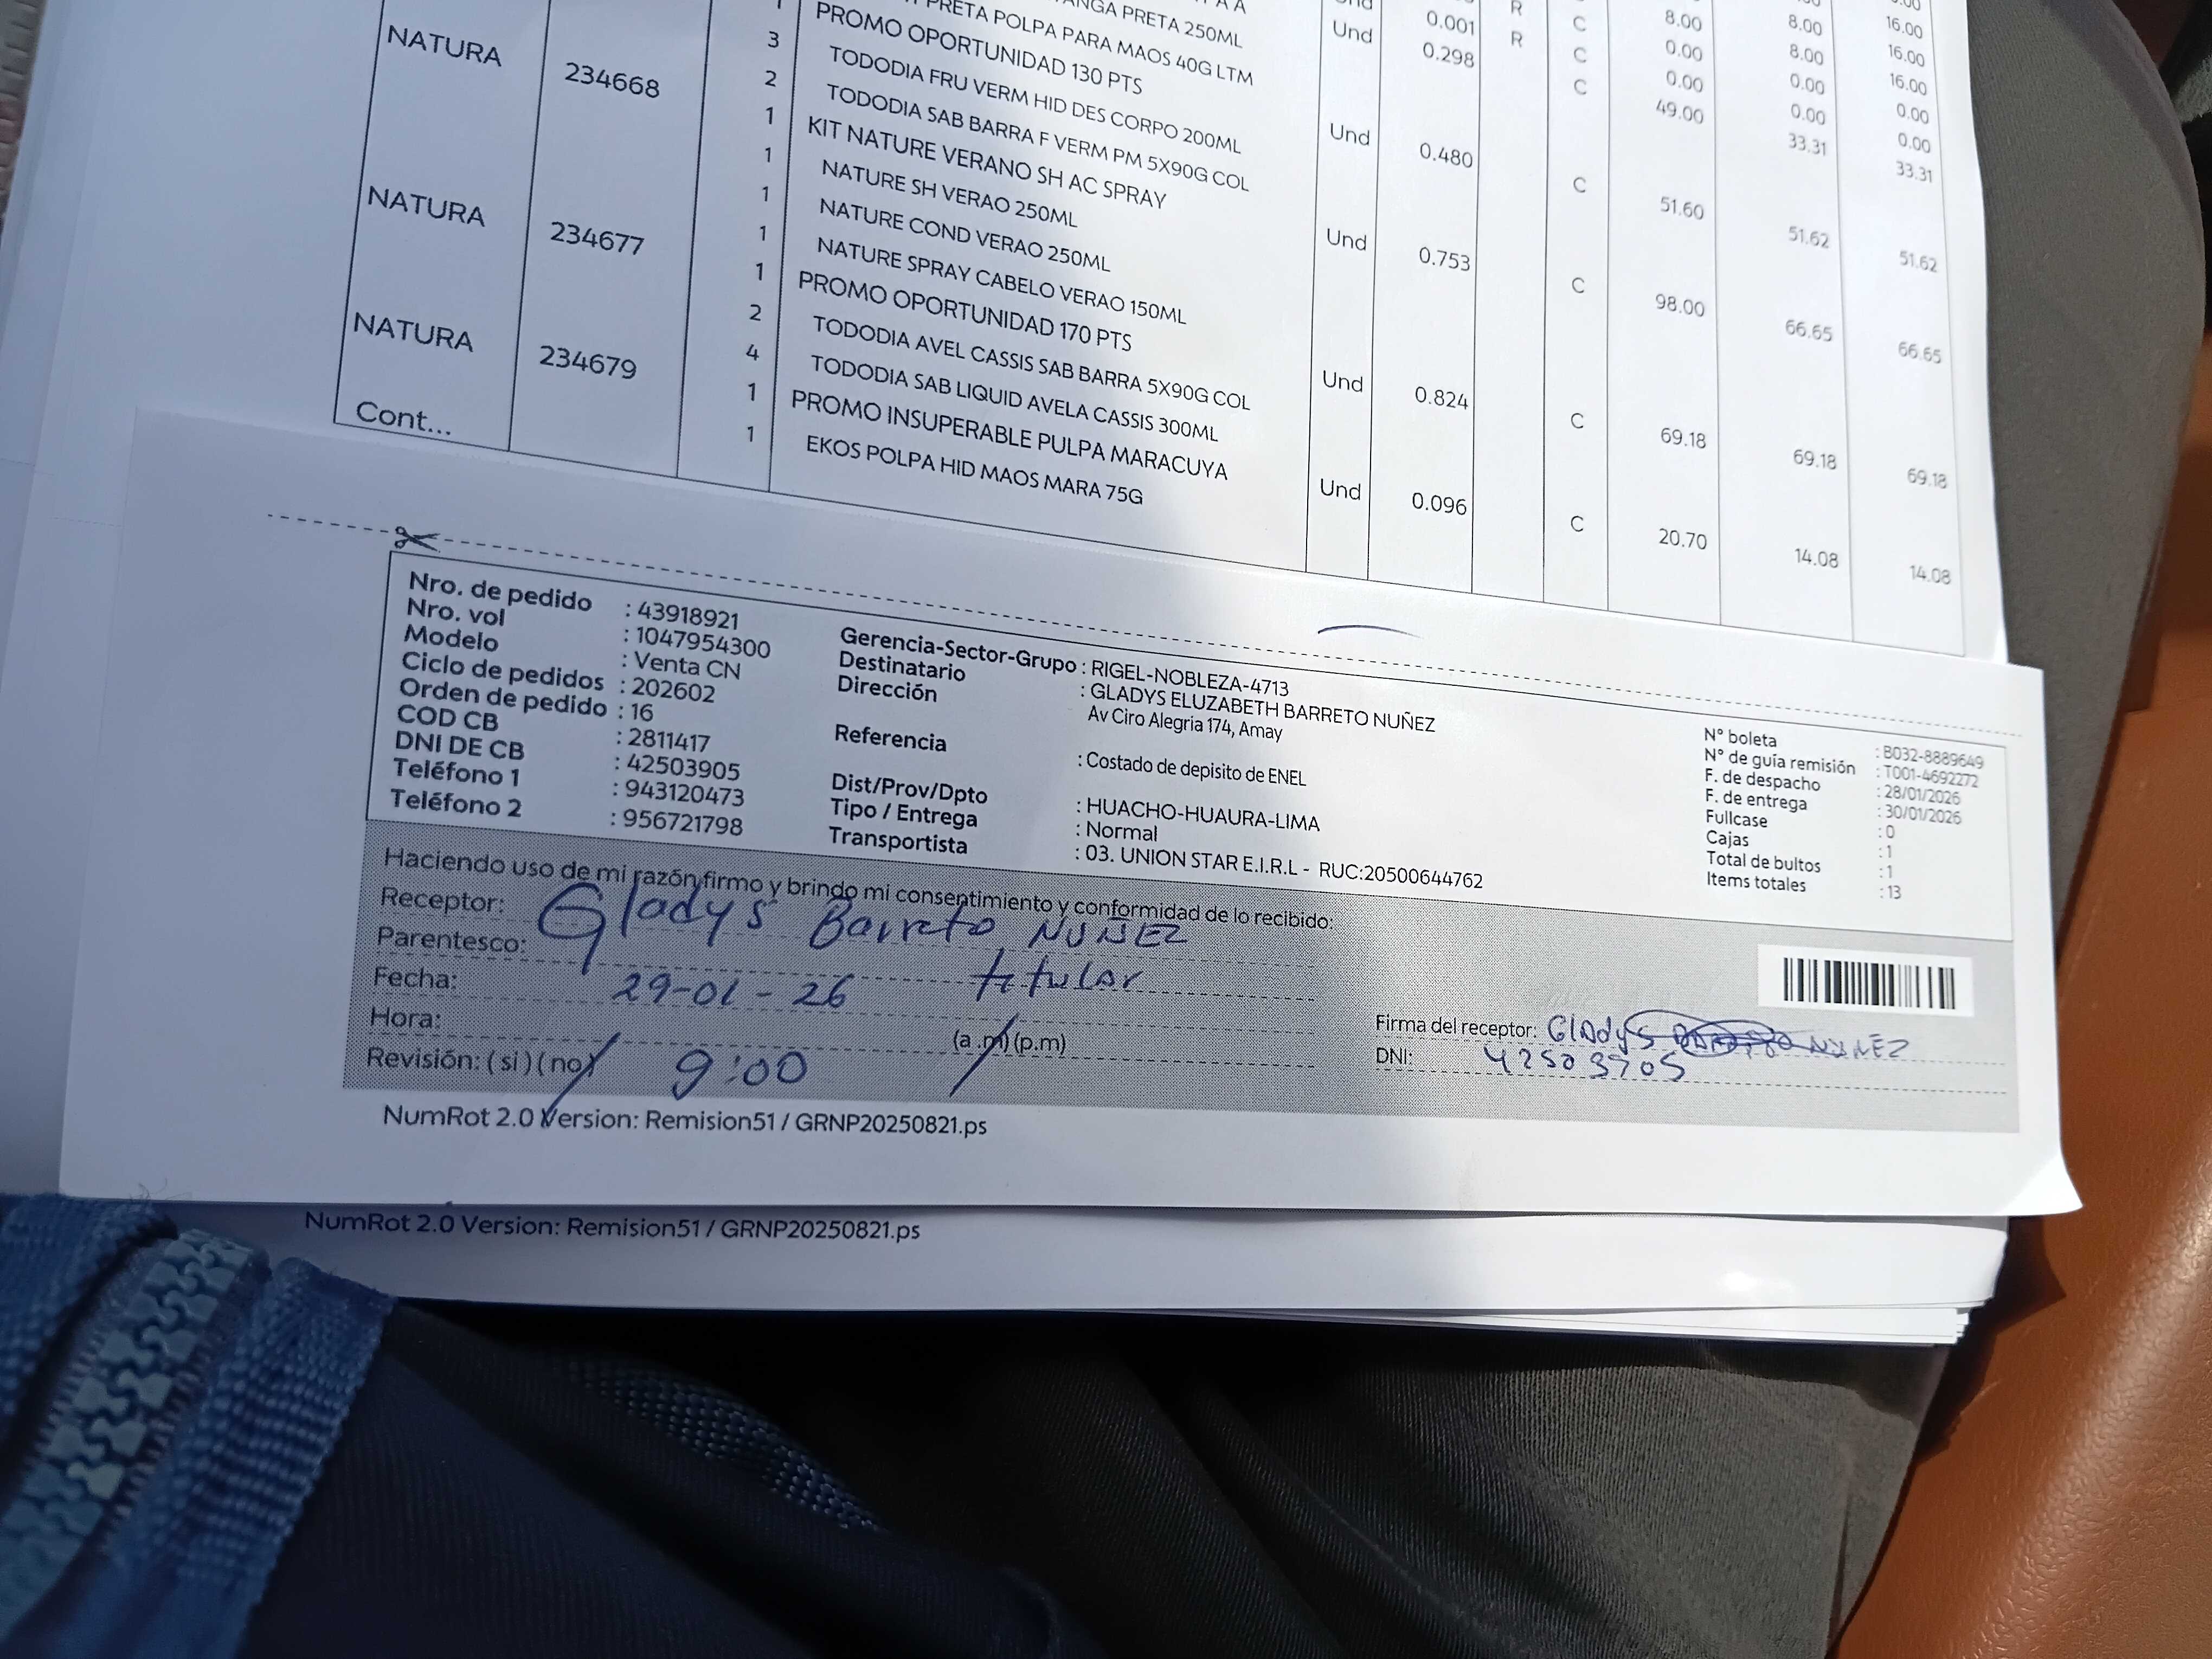 PRETA 250ML
PRETA POLPA PARA MAOS 40G LTM Und 0.001 R C 8.00 8.00 16.00
3 PROMO OPORTUNIDAD 130 PTS Und 0.298 R C 0.00 8.00 16.00
NATURA 234668 2 TODODIA FRU VERM HID DES CORPO 200ML C 0.00 0.00 16.00
1 TODODIA SAB BARRA F VERM PM 5X90G COL Und 0.480 49.00 0.00 0.00
1 KIT NATURE VERANO SH AC SPRAY C 33.31 0.00
1 NATURE SH VERAO 250ML 51.60 33.31
NATURA 234677 1 NATURE COND VERAO 250ML Und 0.753 51.62
1 NATURE SPRAY CABELO VERAO 150ML C 98.00 51.62
2 PROMO OPORTUNIDAD 170 PTS 66.65
NATURA 234679 4 TODODIA AVEL CASSIS SAB BARRA 5X90G COL Und 0.824 66.65
1 TODODIA SAB LIQUID AVELA CASSIS 300ML C 69.18
Cont... 1 PROMO INSUPERABLE PULPA MARACUYA 69.18 69.18
EKOS POLPA HID MAOS MARA 75G Und 0.096 C 20.70 14.08 14.08
Nro. de pedido : 43918921
Nro. vol : 1047954300
Modelo : Venta CN
Ciclo de pedidos : 202602
Orden de pedido : 16
COD CB : 2811417
DNI DE CB : 42503905
Teléfono 1 : 943120473
Teléfono 2 : 956721798
Gerencia-Sector-Grupo : RIGEL-NOBLEZA-4713
Destinatario : GLADYS ELUZABETH BARRETO NUÑEZ
Dirección Av Ciro Alegria 174, Amay
Referencia : Costado de deposito de ENEL
Dist/Prov/Dpto : HUACHO-HUAURA-LIMA
Tipo / Entrega : Normal
Transportista : 03. UNION STAR E.I.R.L - RUC:20500644762
N° boleta : B032-8889649
N° de guía remisión : T001-4692272
F. de despacho : 28/01/2026
F. de entrega : 30/01/2026
Fullcase : 0
Cajas : 1
Total de bultos : 1
Items totales : 13
Haciendo uso de mi razón firmo y brindo mi consentimiento y conformidad de lo recibido:
Receptor: Gladys Barreto NUÑEZ
Parentesco: titular
Fecha: 29-01-26
Hora: 9:00 (a.m) (p.m)
Revisión: ( si ) ( no )
Firma del receptor: Gladys NUÑEZ
DNI: 42503905
NumRot 2.0 Version: Remision51 / GRNP20250821.ps
NumRot 2.0 Version: Remision51 / GRNP20250821.ps